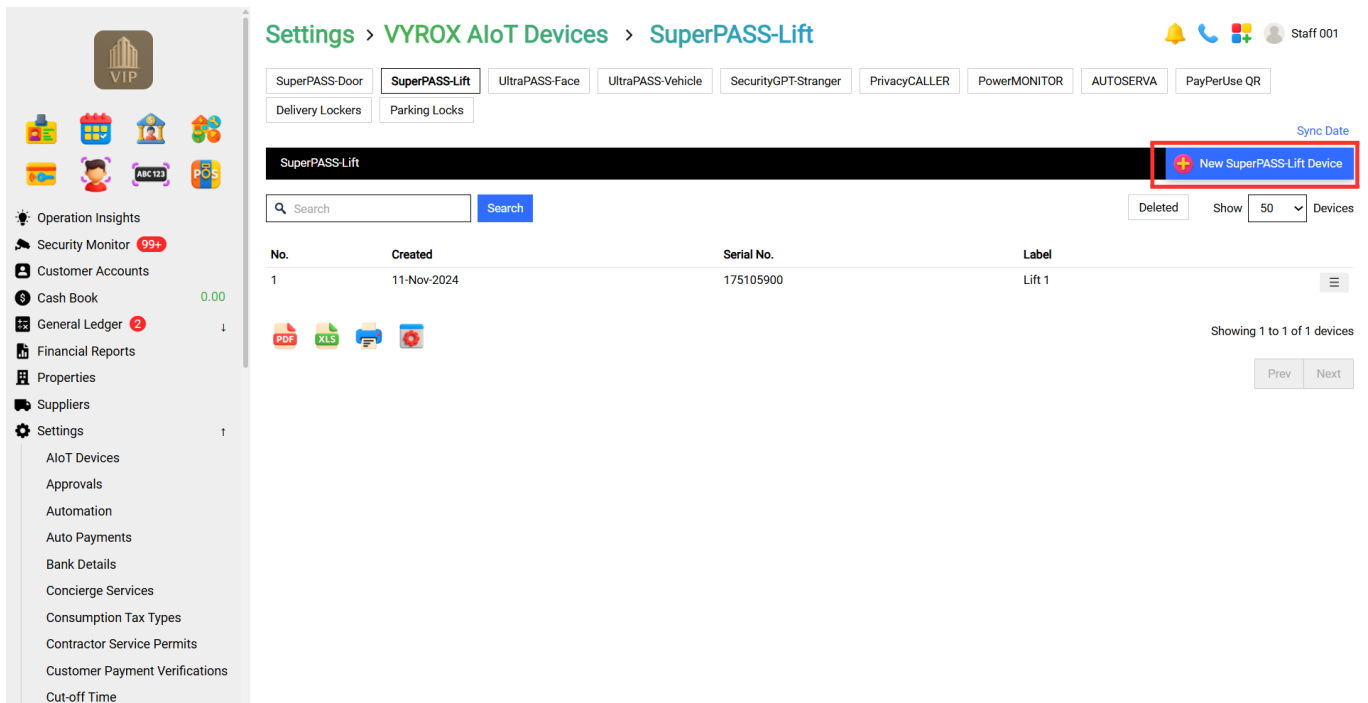 VIP
ABC 123
POS
Operation Insights
Security Monitor 99+
Customer Accounts
Cash Book 0.00
General Ledger 2 ↓
Financial Reports
Properties
Suppliers
Settings ↑
AIoT Devices
Approvals
Automation
Auto Payments
Bank Details
Concierge Services
Consumption Tax Types
Contractor Service Permits
Customer Payment Verifications
Cut-off Time
Settings > VYROX AIoT Devices > SuperPASS-Lift
Staff 001
SuperPASS-Door SuperPASS-Lift UltraPASS-Face UltraPASS-Vehicle SecurityGPT-Stranger PrivacyCALLER PowerMONITOR AUTOSERVA PayPerUse QR
Delivery Lockers Parking Locks
Sync Date
SuperPASS-Lift New SuperPASS-Lift Device
Search Search Deleted Show 50 Devices
No. Created Serial No. Label
1 11-Nov-2024 175105900 Lift 1
PDF XLS Showing 1 to 1 of 1 devices
Prev Next